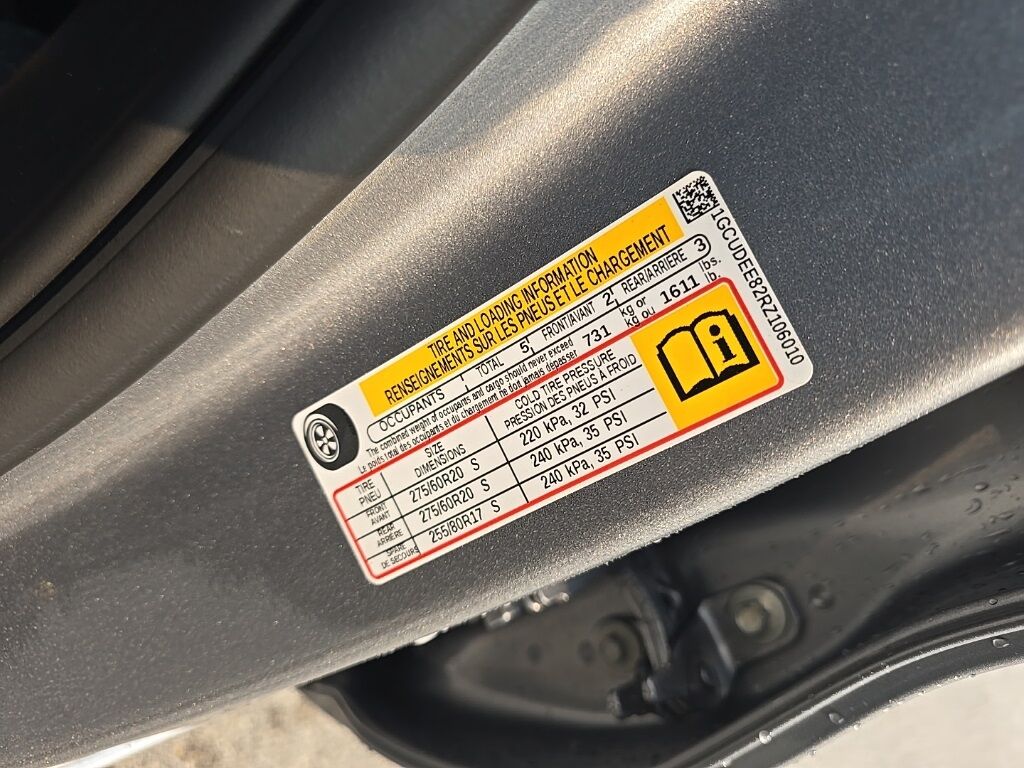 TIRE AND LOADING INFORMATION
RENSEIGNEMENTS SUR LES PNEUS ET LE CHARGEMENT
OCCUPANTS TOTAL 5 FRONT/AVANT 2 REAR/ARRIERE 3
The combined weight of occupants and cargo should never exceed 731 kg or 1611 lbs.
Le poids total des occupants et du chargement ne doit jamais dépasser kg ou lb.
TIRE SIZE COLD TIRE PRESSURE
PNEU DIMENSIONS PRESSION DES PNEUS À FROID
FRONT
AVANT 275/60R20 S 220 kPa, 32 PSI
REAR
ARRIÈRE 275/60R20 S 240 kPa, 35 PSI
SPARE
DE SECOURS 255/80R17 S 240 kPa, 35 PSI
1GCUDEE82RZ106010